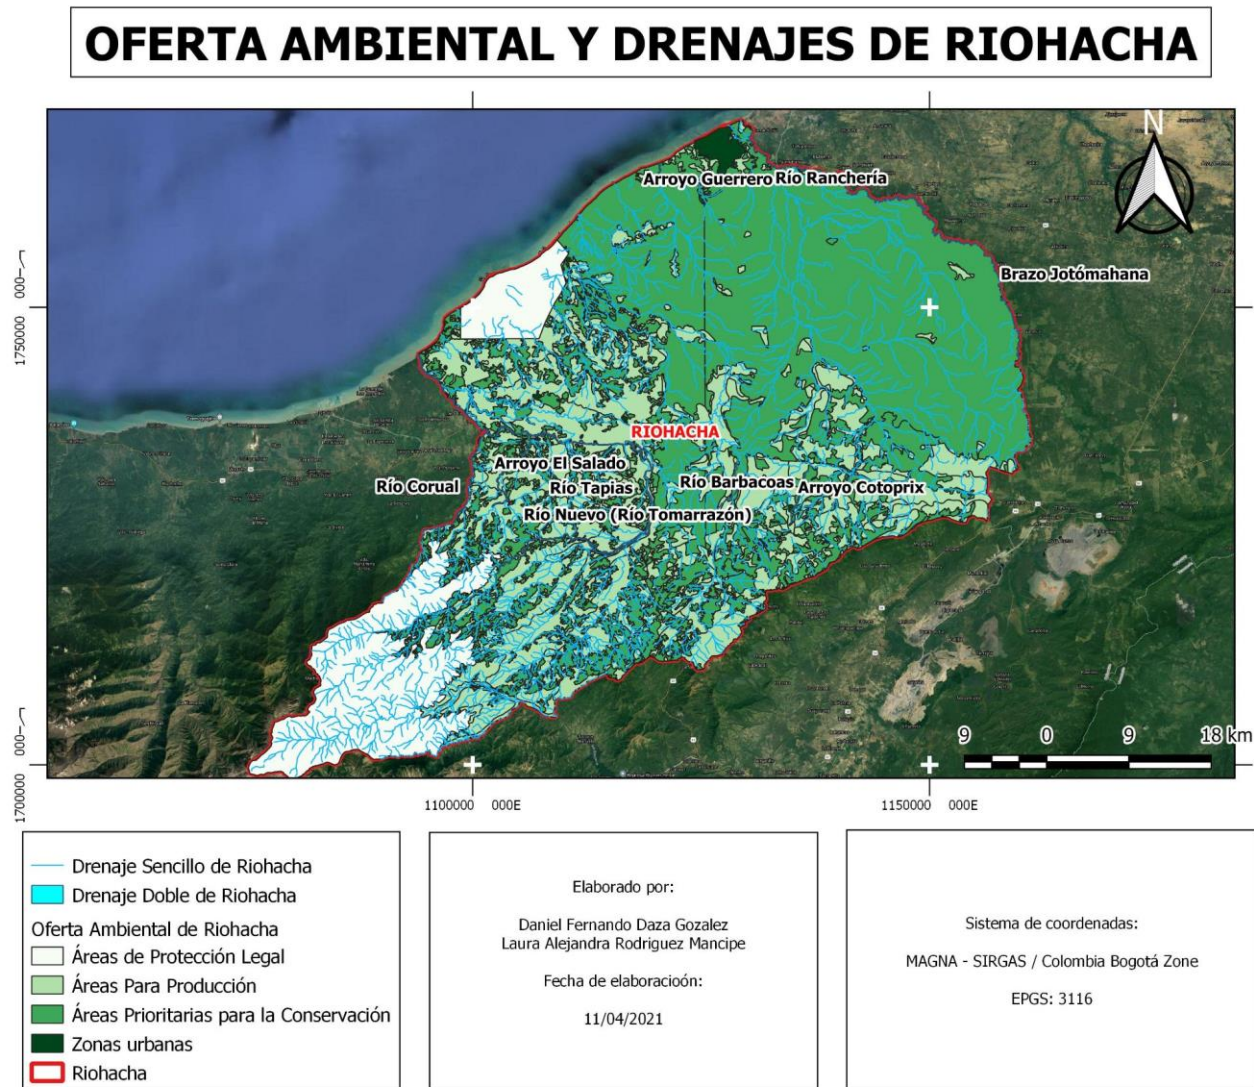 OFERTA AMBIENTAL Y DRENAJES DE RIOHACHA
N
Arroyo Guerrero
Río Ranchería
Brazo Jotómahana
1750000 000
RIOHACHA
Arroyo El Salado
Río Corual
Río Tapias
Río Barbacoas
Arroyo Cotoprix
Río Nuevo (Río Tomarrazón)
9 0 9 18 km
1700000 000
1100000 000E
1150000 000E
Drenaje Sencillo de Riohacha
Drenaje Doble de Riohacha
Oferta Ambiental de Riohacha
Áreas de Protección Legal
Áreas Para Producción
Áreas Prioritarias para la Conservación
Zonas urbanas
Riohacha
Elaborado por:
Daniel Fernando Daza Gozalez
Laura Alejandra Rodriguez Mancipe
Fecha de elaboracioón:
11/04/2021
Sistema de coordenadas:
MAGNA - SIRGAS / Colombia Bogotá Zone
EPGS: 3116